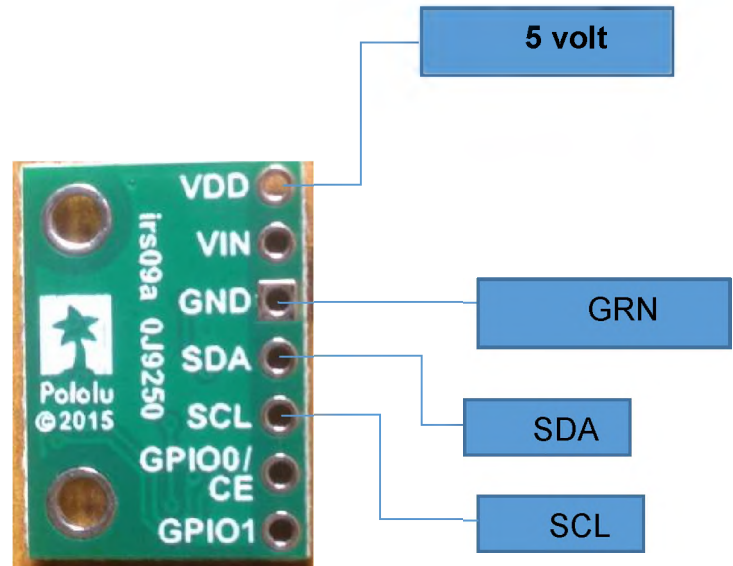 5 volt
VDD
VIN
GND
SDA
SCL
GPIO0/
CE
GPIO1
irs09a 0J9250
Pololu
©2015
GRN
SDA
SCL